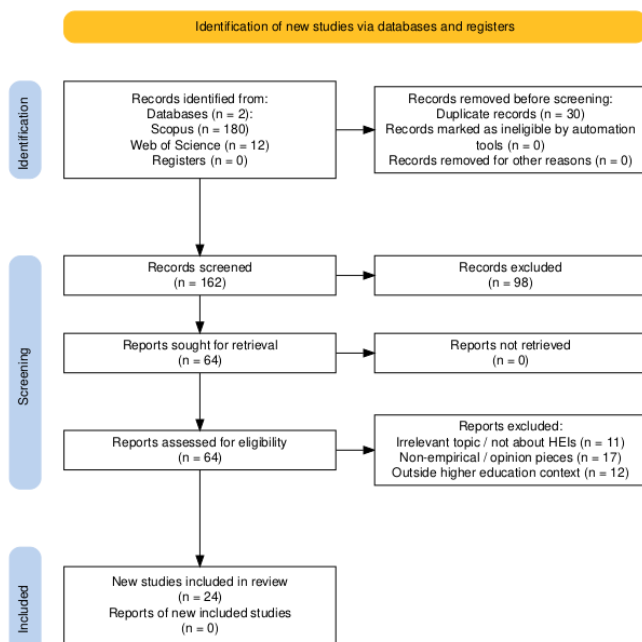 Identification of new studies via databases and registers
Identification
Records identified from:
Databases (n = 2):
Scopus (n = 180)
Web of Science (n = 12)
Registers (n = 0)
Records removed before screening:
Duplicate records (n = 30)
Records marked as ineligible by automation
tools (n = 0)
Records removed for other reasons (n = 0)
Screening
Records screened
(n = 162)
Records excluded
(n = 98)
Reports sought for retrieval
(n = 64)
Reports not retrieved
(n = 0)
Reports assessed for eligibility
(n = 64)
Reports excluded:
Irrelevant topic / not about HEIs (n = 11)
Non-empirical / opinion pieces (n = 17)
Outside higher education context (n = 12)
Included
New studies included in review
(n = 24)
Reports of new included studies
(n = 0)